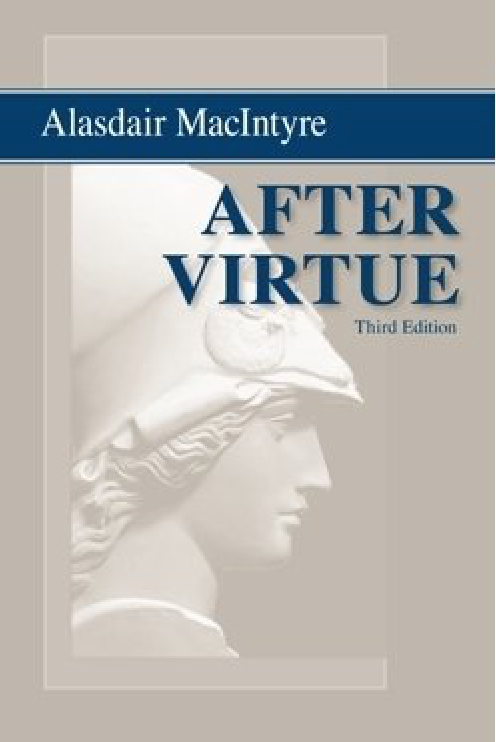 Alasdair MacIntyre
AFTER
VIRTUE
Third Edition